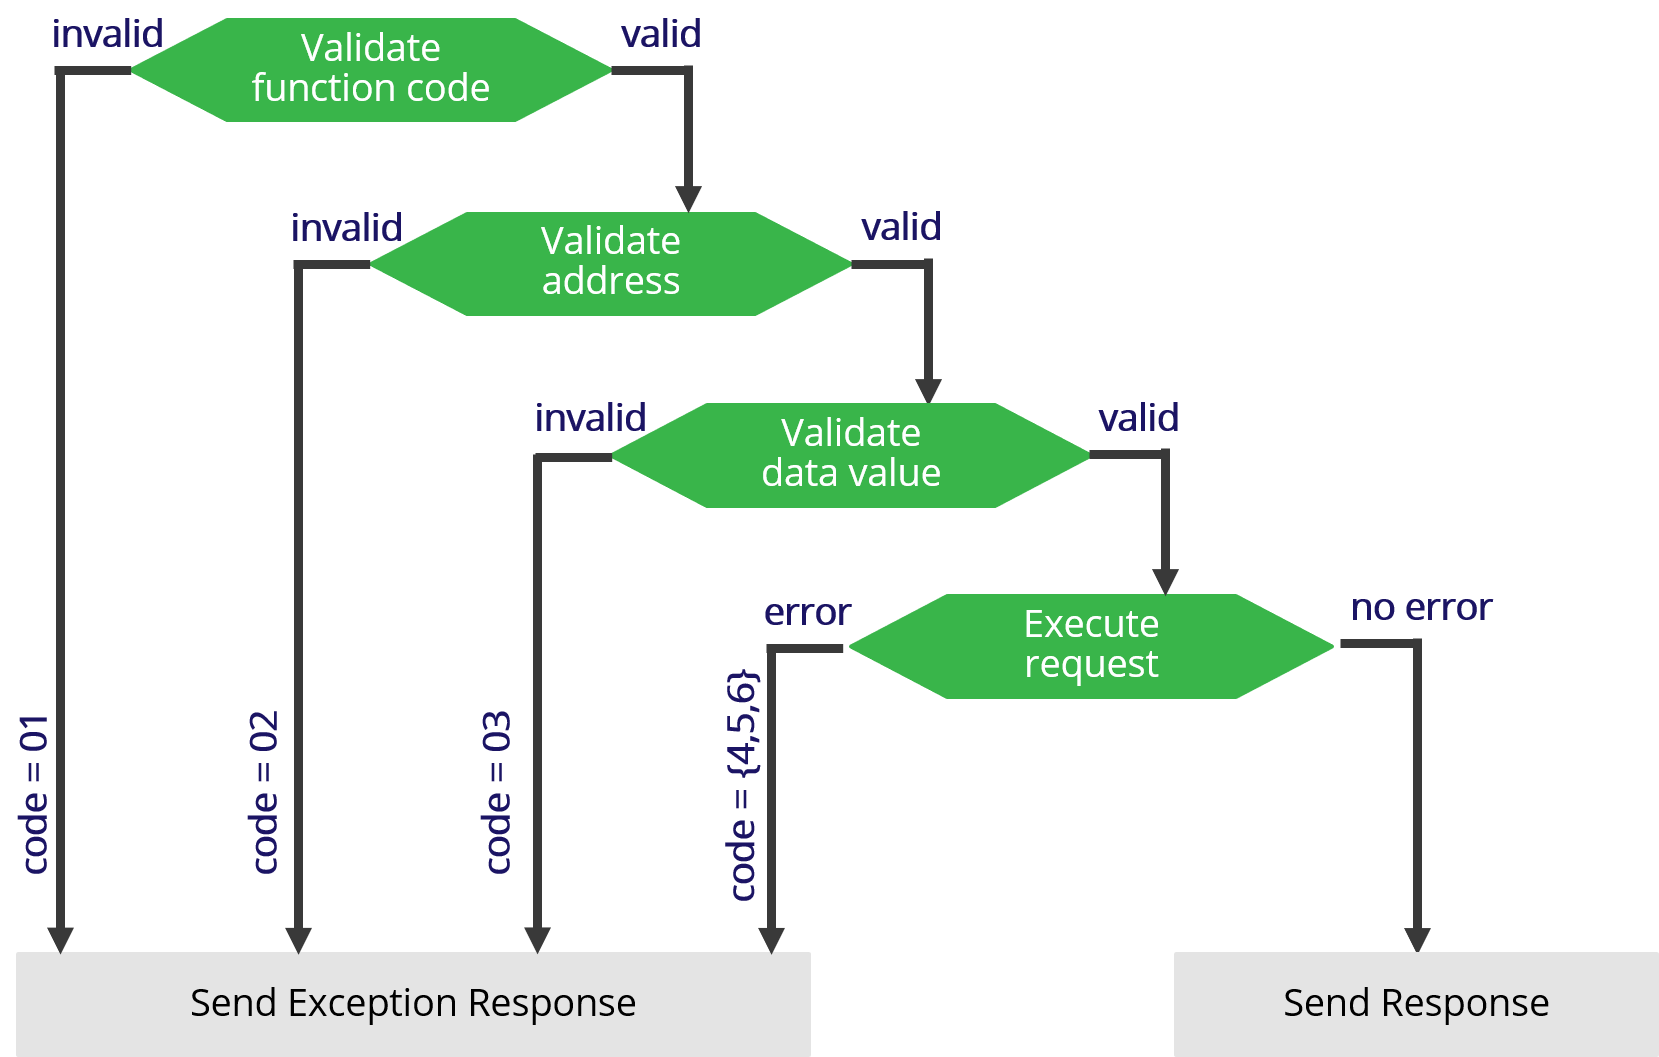 invalid
Validate
function code
valid
invalid
Validate
address
valid
invalid
Validate
data value
valid
error
Execute
request
no error
code = 01
code = 02
code = 03
code = {4,5,6}
Send Exception Response
Send Response